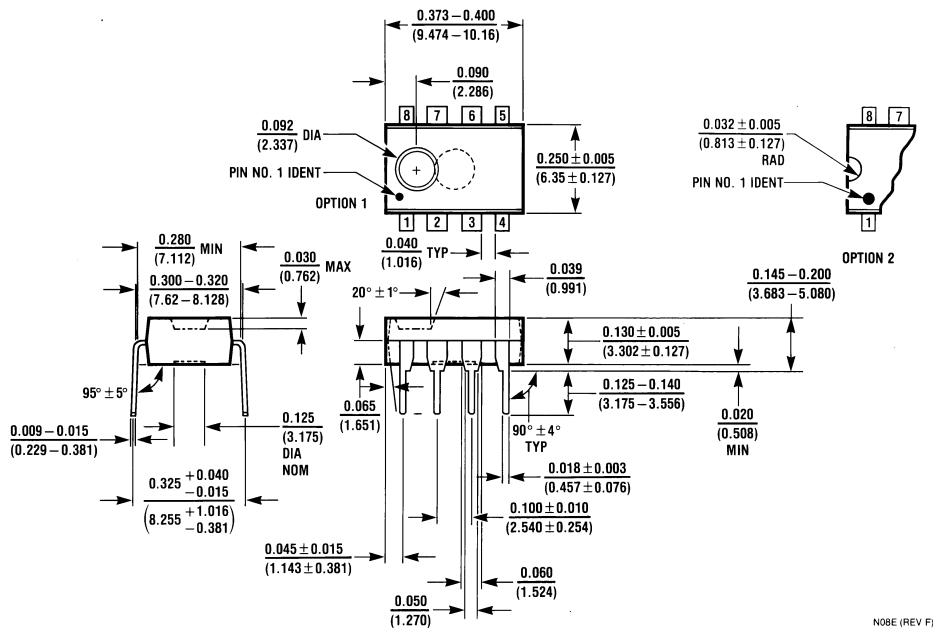 0.373 – 0.400
(9.474 – 10.16)
0.090
(2.286)
8 7 6 5
0.092 DIA
(2.337)
PIN NO. 1 IDENT
OPTION 1
1 2 3 4
0.250 ± 0.005
(6.35 ± 0.127)
8 7
0.032 ± 0.005
(0.813 ± 0.127)
RAD
PIN NO. 1 IDENT
1
OPTION 2
0.280 MIN
(7.112)
0.300 – 0.320
(7.62 – 8.128)
0.030 MAX
(0.762)
0.040 TYP
(1.016)
0.039
(0.991)
0.145 – 0.200
(3.683 – 5.080)
20° ± 1°
0.130 ± 0.005
(3.302 ± 0.127)
0.125 – 0.140
(3.175 – 3.556)
0.020
(0.508)
MIN
95° ± 5°
0.065
(1.651)
90° ± 4°
TYP
0.009 – 0.015
(0.229 – 0.381)
0.125
(3.175)
DIA
NOM
0.018 ± 0.003
(0.457 ± 0.076)
0.325 +0.040
–0.015
(8.255 +1.016
–0.381)
0.100 ± 0.010
(2.540 ± 0.254)
0.045 ± 0.015
(1.143 ± 0.381)
0.060
(1.524)
0.050
(1.270)
N08E (REV F)